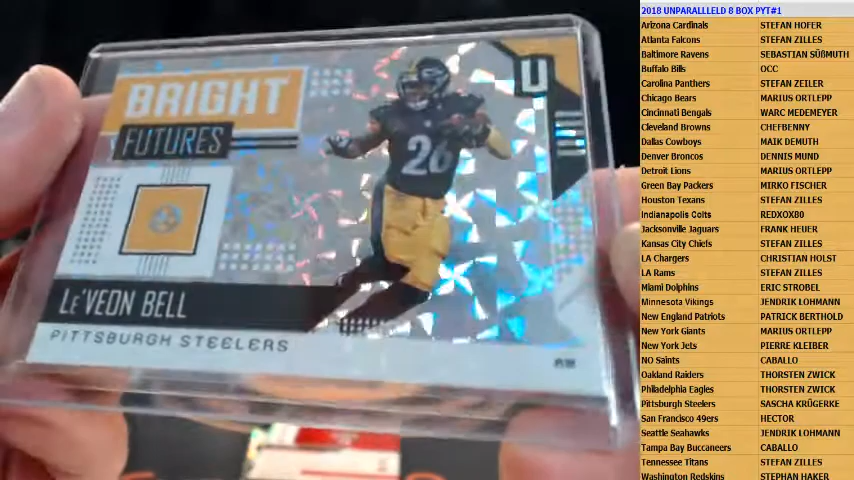 BRIGHT
FUTURES
U
26
LE'VEON BELL
PITTSBURGH STEELERS
2018 UNPARALLLELD 8 BOX PYT#1
Arizona Cardinals STEFAN HOFER
Atlanta Falcons STEFAN ZILLES
Baltimore Ravens SEBASTIAN SÜßMUTH
Buffalo Bills OCC
Carolina Panthers STEFAN ZEILER
Chicago Bears MARIUS ORTLEPP
Cincinnati Bengals WARC MEDEMEYER
Cleveland Browns CHEFBENNY
Dallas Cowboys MAIK DEMUTH
Denver Broncos DENNIS MUND
Detroit Lions MARIUS ORTLEPP
Green Bay Packers MIRKO FISCHER
Houston Texans STEFAN ZILLES
Indianapolis Colts REDXOX80
Jacksonville Jaguars FRANK HEUER
Kansas City Chiefs STEFAN ZILLES
LA Chargers CHRISTIAN HOLST
LA Rams STEFAN ZILLES
Miami Dolphins ERIC STROBEL
Minnesota Vikings JENDRIK LOHMANN
New England Patriots PATRICK BERTHOLD
New York Giants MARIUS ORTLEPP
New York Jets PIERRE KLEIBER
NO Saints CABALLO
Oakland Raiders THORSTEN ZWICK
Philadelphia Eagles THORSTEN ZWICK
Pittsburgh Steelers SASCHA KRÜGERKE
San Francisco 49ers HECTOR
Seattle Seahawks JENDRIK LOHMANN
Tampa Bay Buccaneers CABALLO
Tennessee Titans STEFAN ZILLES
Washington Redskins STEPHAN HAKER